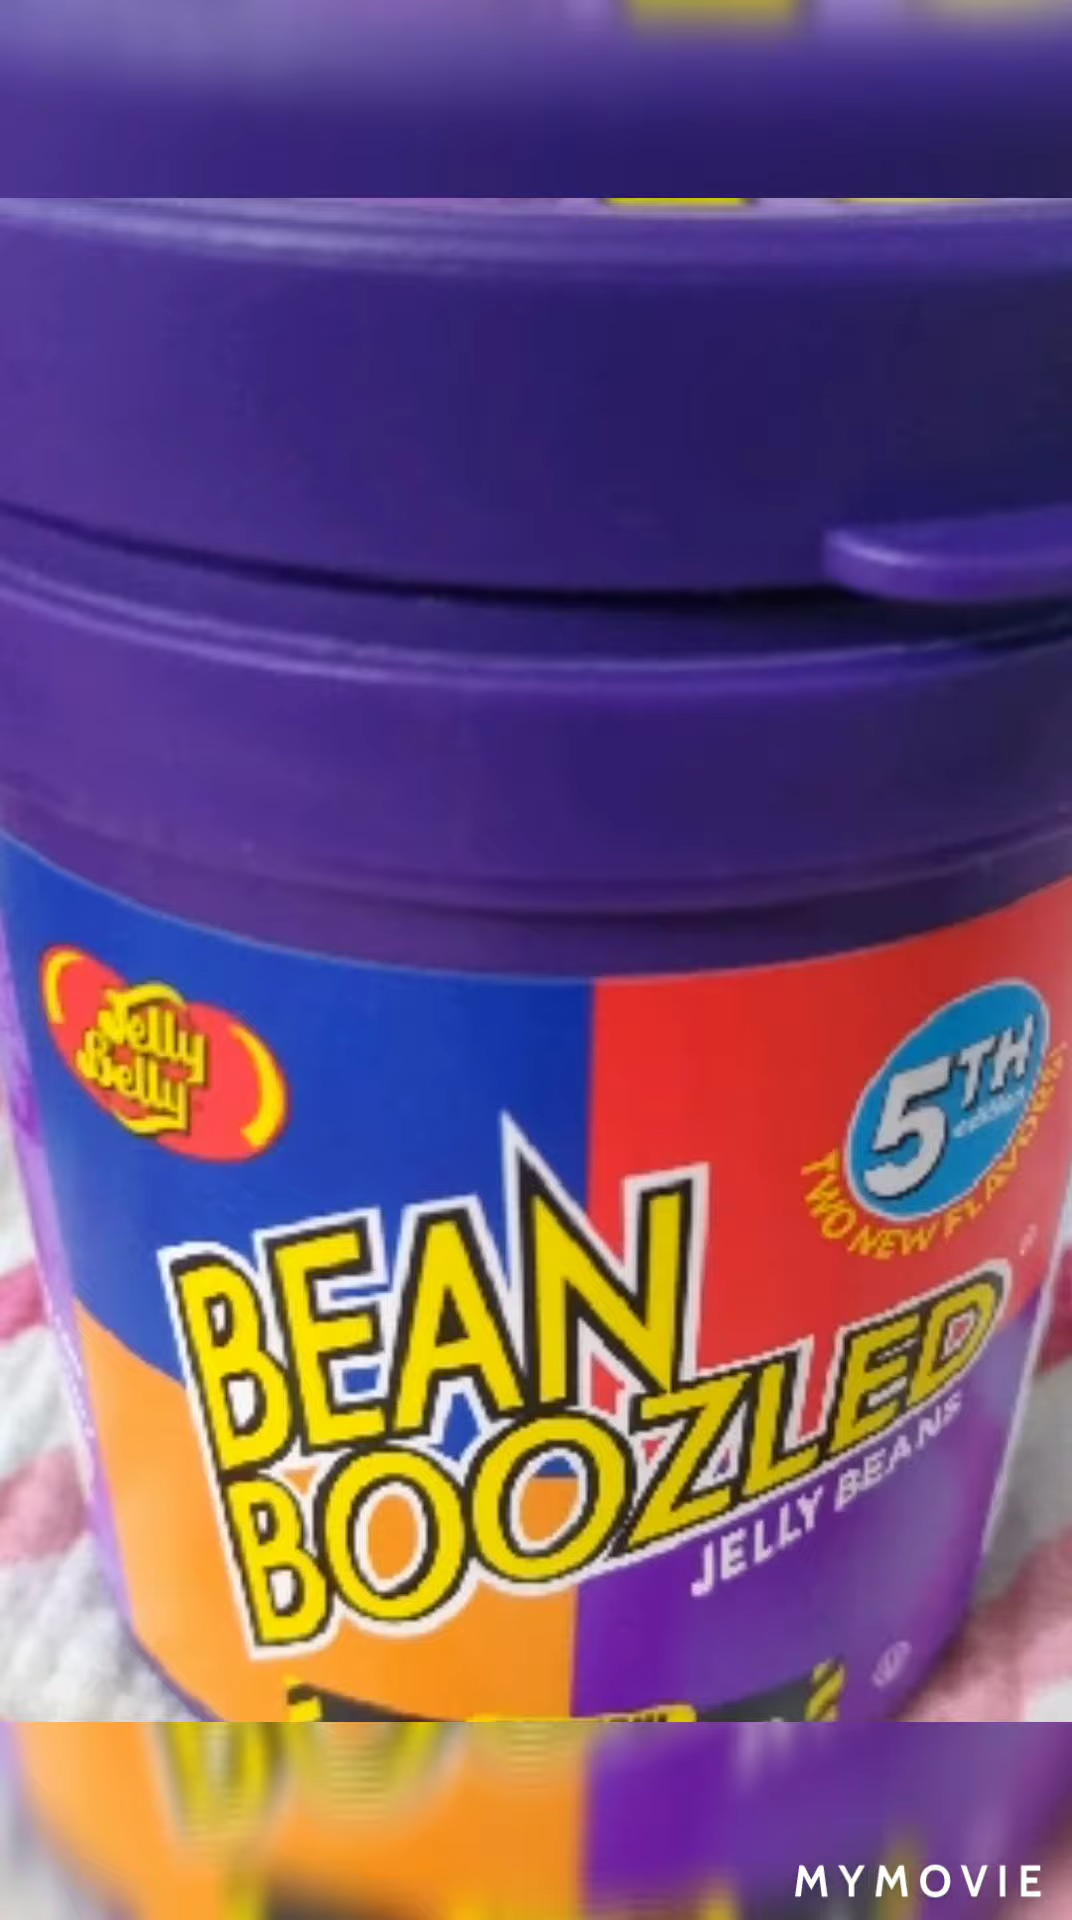 Jelly
Belly
5TH
edition
TWO NEW FLAVORS!
BEAN
BOOZLED
JELLY BEANS
MYMOVIE